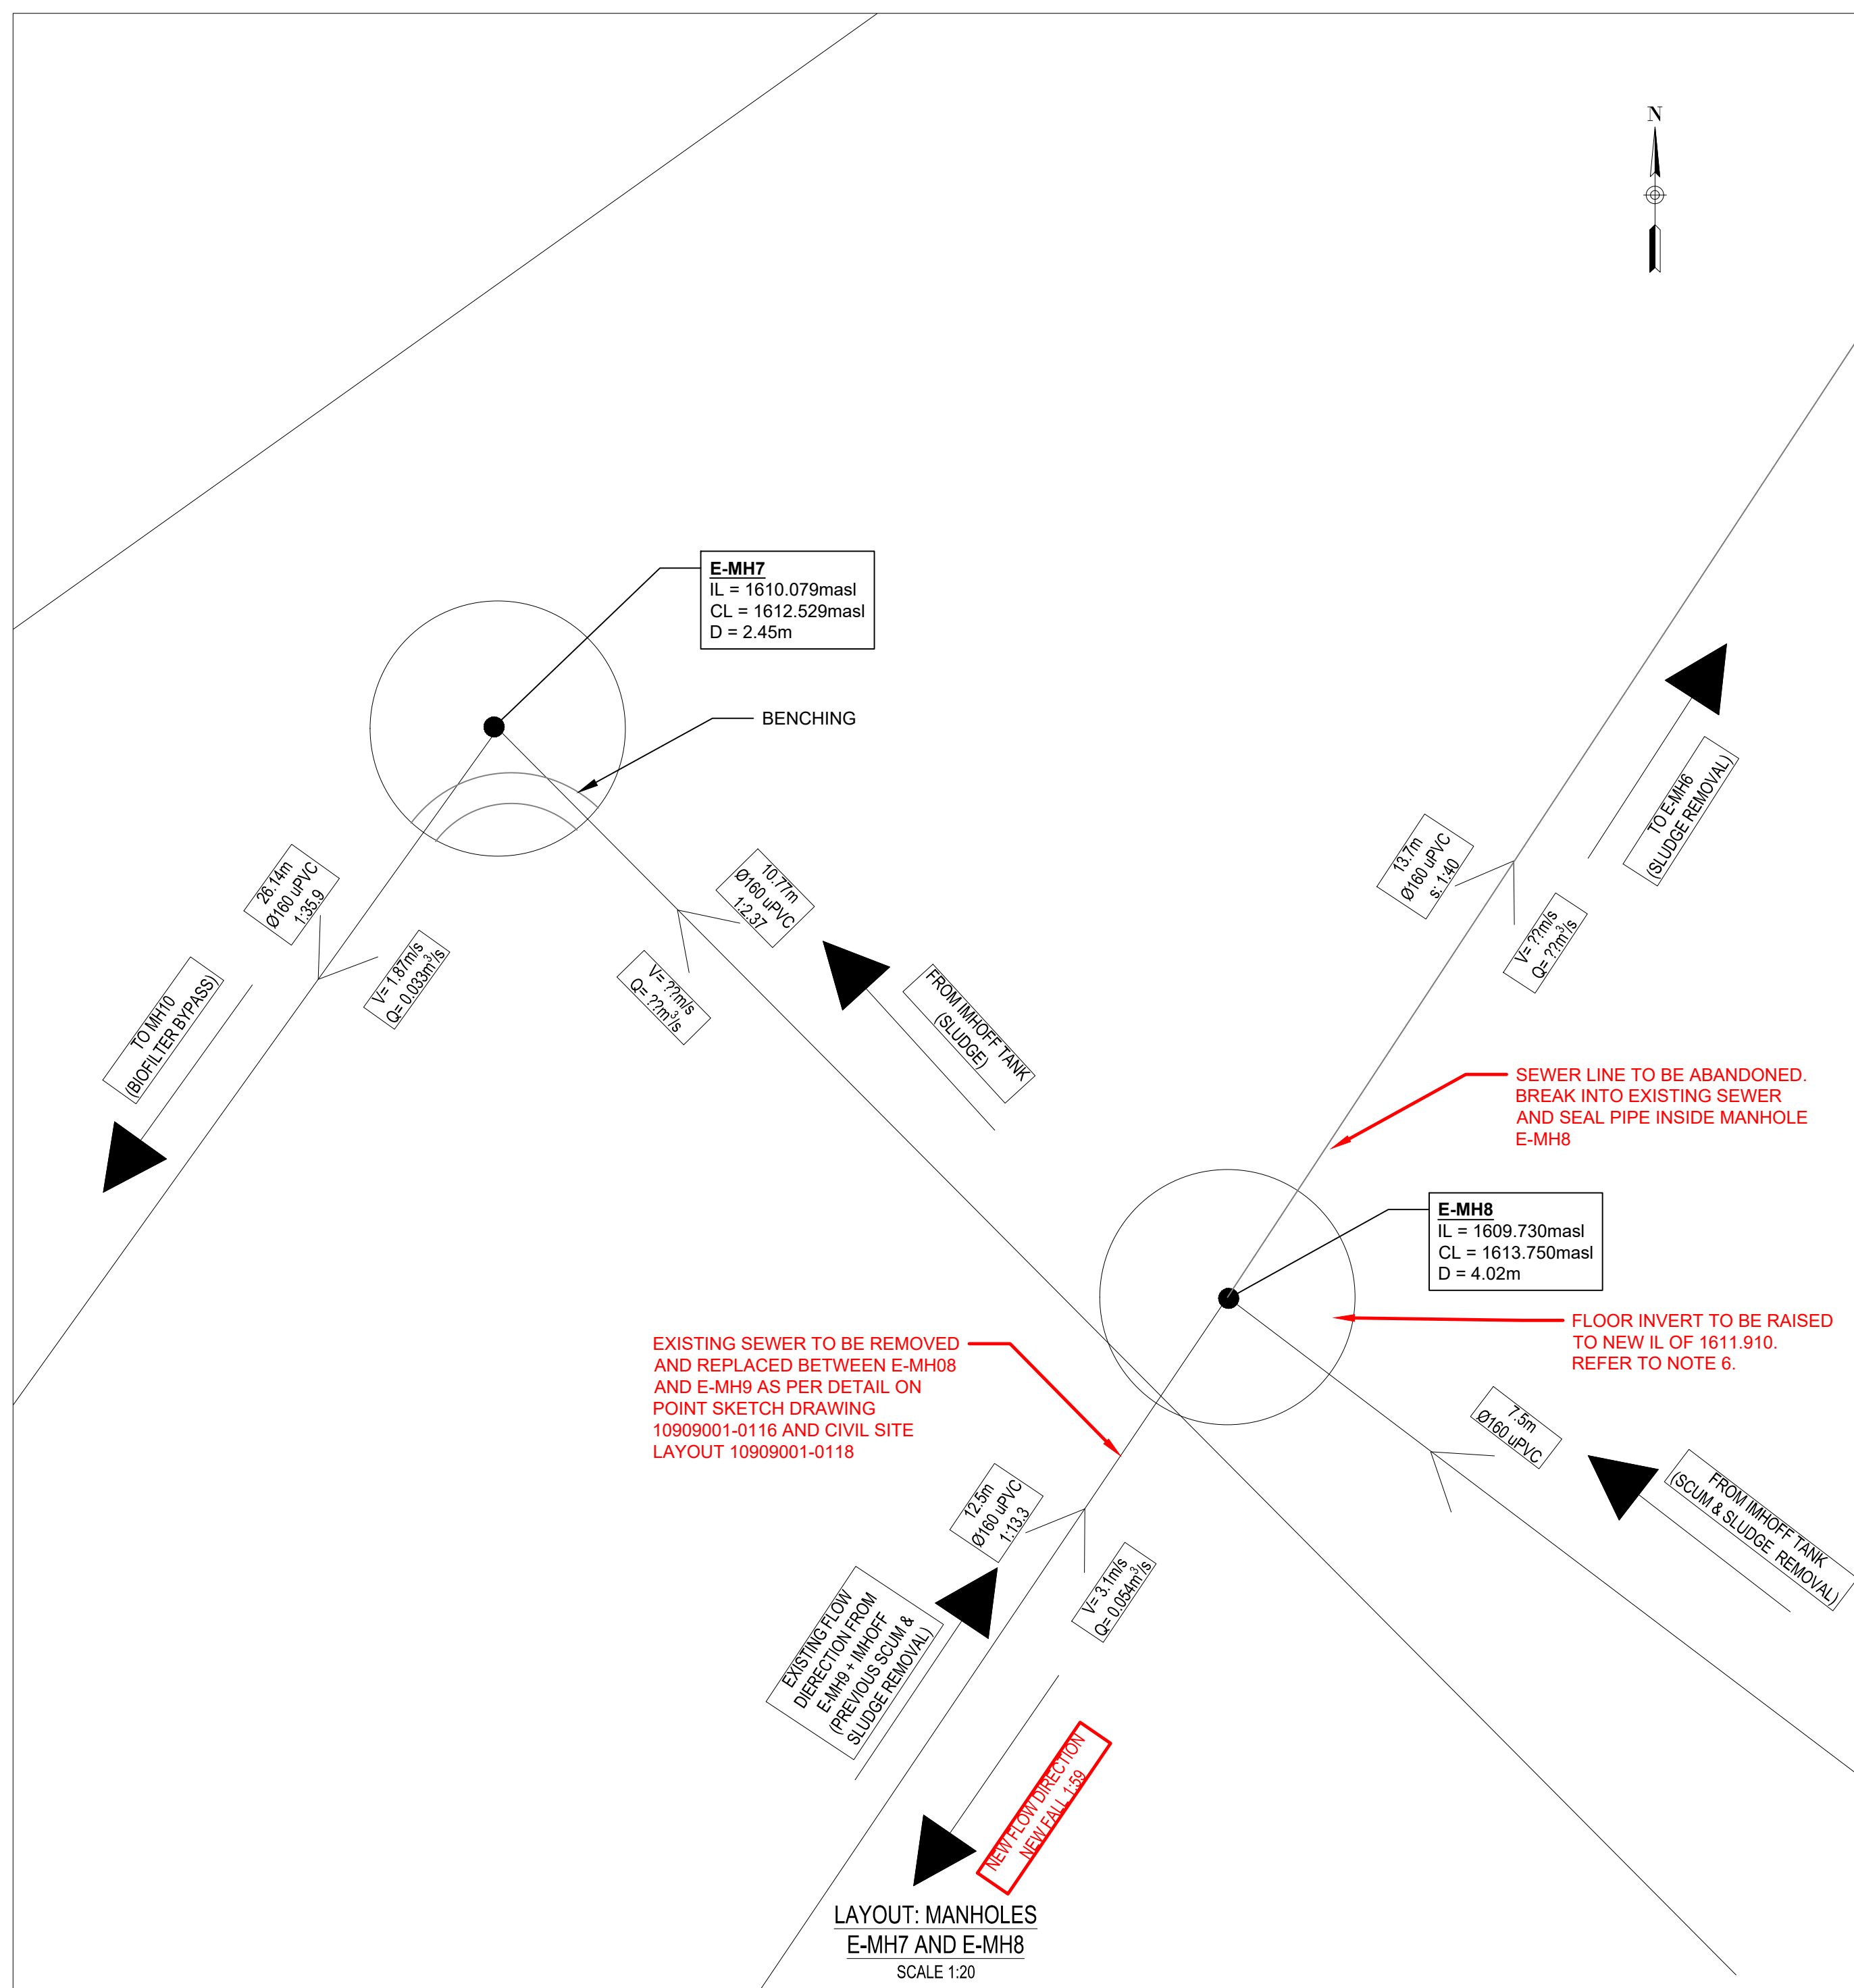 N
E-MH7
IL = 1610.079masl
CL = 1612.529masl
D = 2.45m
BENCHING
TO E-MH6
(SLUDGE REMOVAL)
13.7m
Ø160 uPVC
s: 1:40
V= ??m/s
Q= ??m³/s
26.14m
Ø160 uPVC
1:35.9
V= 1.87m/s
Q= 0.033m³/s
TO MH10
(BIOFILTER BYPASS)
10.77m
Ø160 uPVC
1:2.37
V= ??m/s
Q= ??m³/s
FROM IMHOFF TANK
(SLUDGE)
SEWER LINE TO BE ABANDONED.
BREAK INTO EXISTING SEWER
AND SEAL PIPE INSIDE MANHOLE
E-MH8
E-MH8
IL = 1609.730masl
CL = 1613.750masl
D = 4.02m
FLOOR INVERT TO BE RAISED
TO NEW IL OF 1611.910.
REFER TO NOTE 6.
EXISTING SEWER TO BE REMOVED
AND REPLACED BETWEEN E-MH08
AND E-MH9 AS PER DETAIL ON
POINT SKETCH DRAWING
10909001-0116 AND CIVIL SITE
LAYOUT 10909001-0118
7.5m
Ø160 uPVC
FROM IMHOFF TANK
(SCUM & SLUDGE REMOVAL)
12.5m
Ø160 uPVC
1:13.3
V= 3.1m/s
Q= 0.054m³/s
EXISTING FLOW
DIERECTION FROM
E-MH9 + IMHOFF
(PREVIOUS SCUM &
SLUDGE REMOVAL)
NEW FLOW DIRECTION
NEW FALL 1:59
LAYOUT: MANHOLES
E-MH7 AND E-MH8
SCALE 1:20